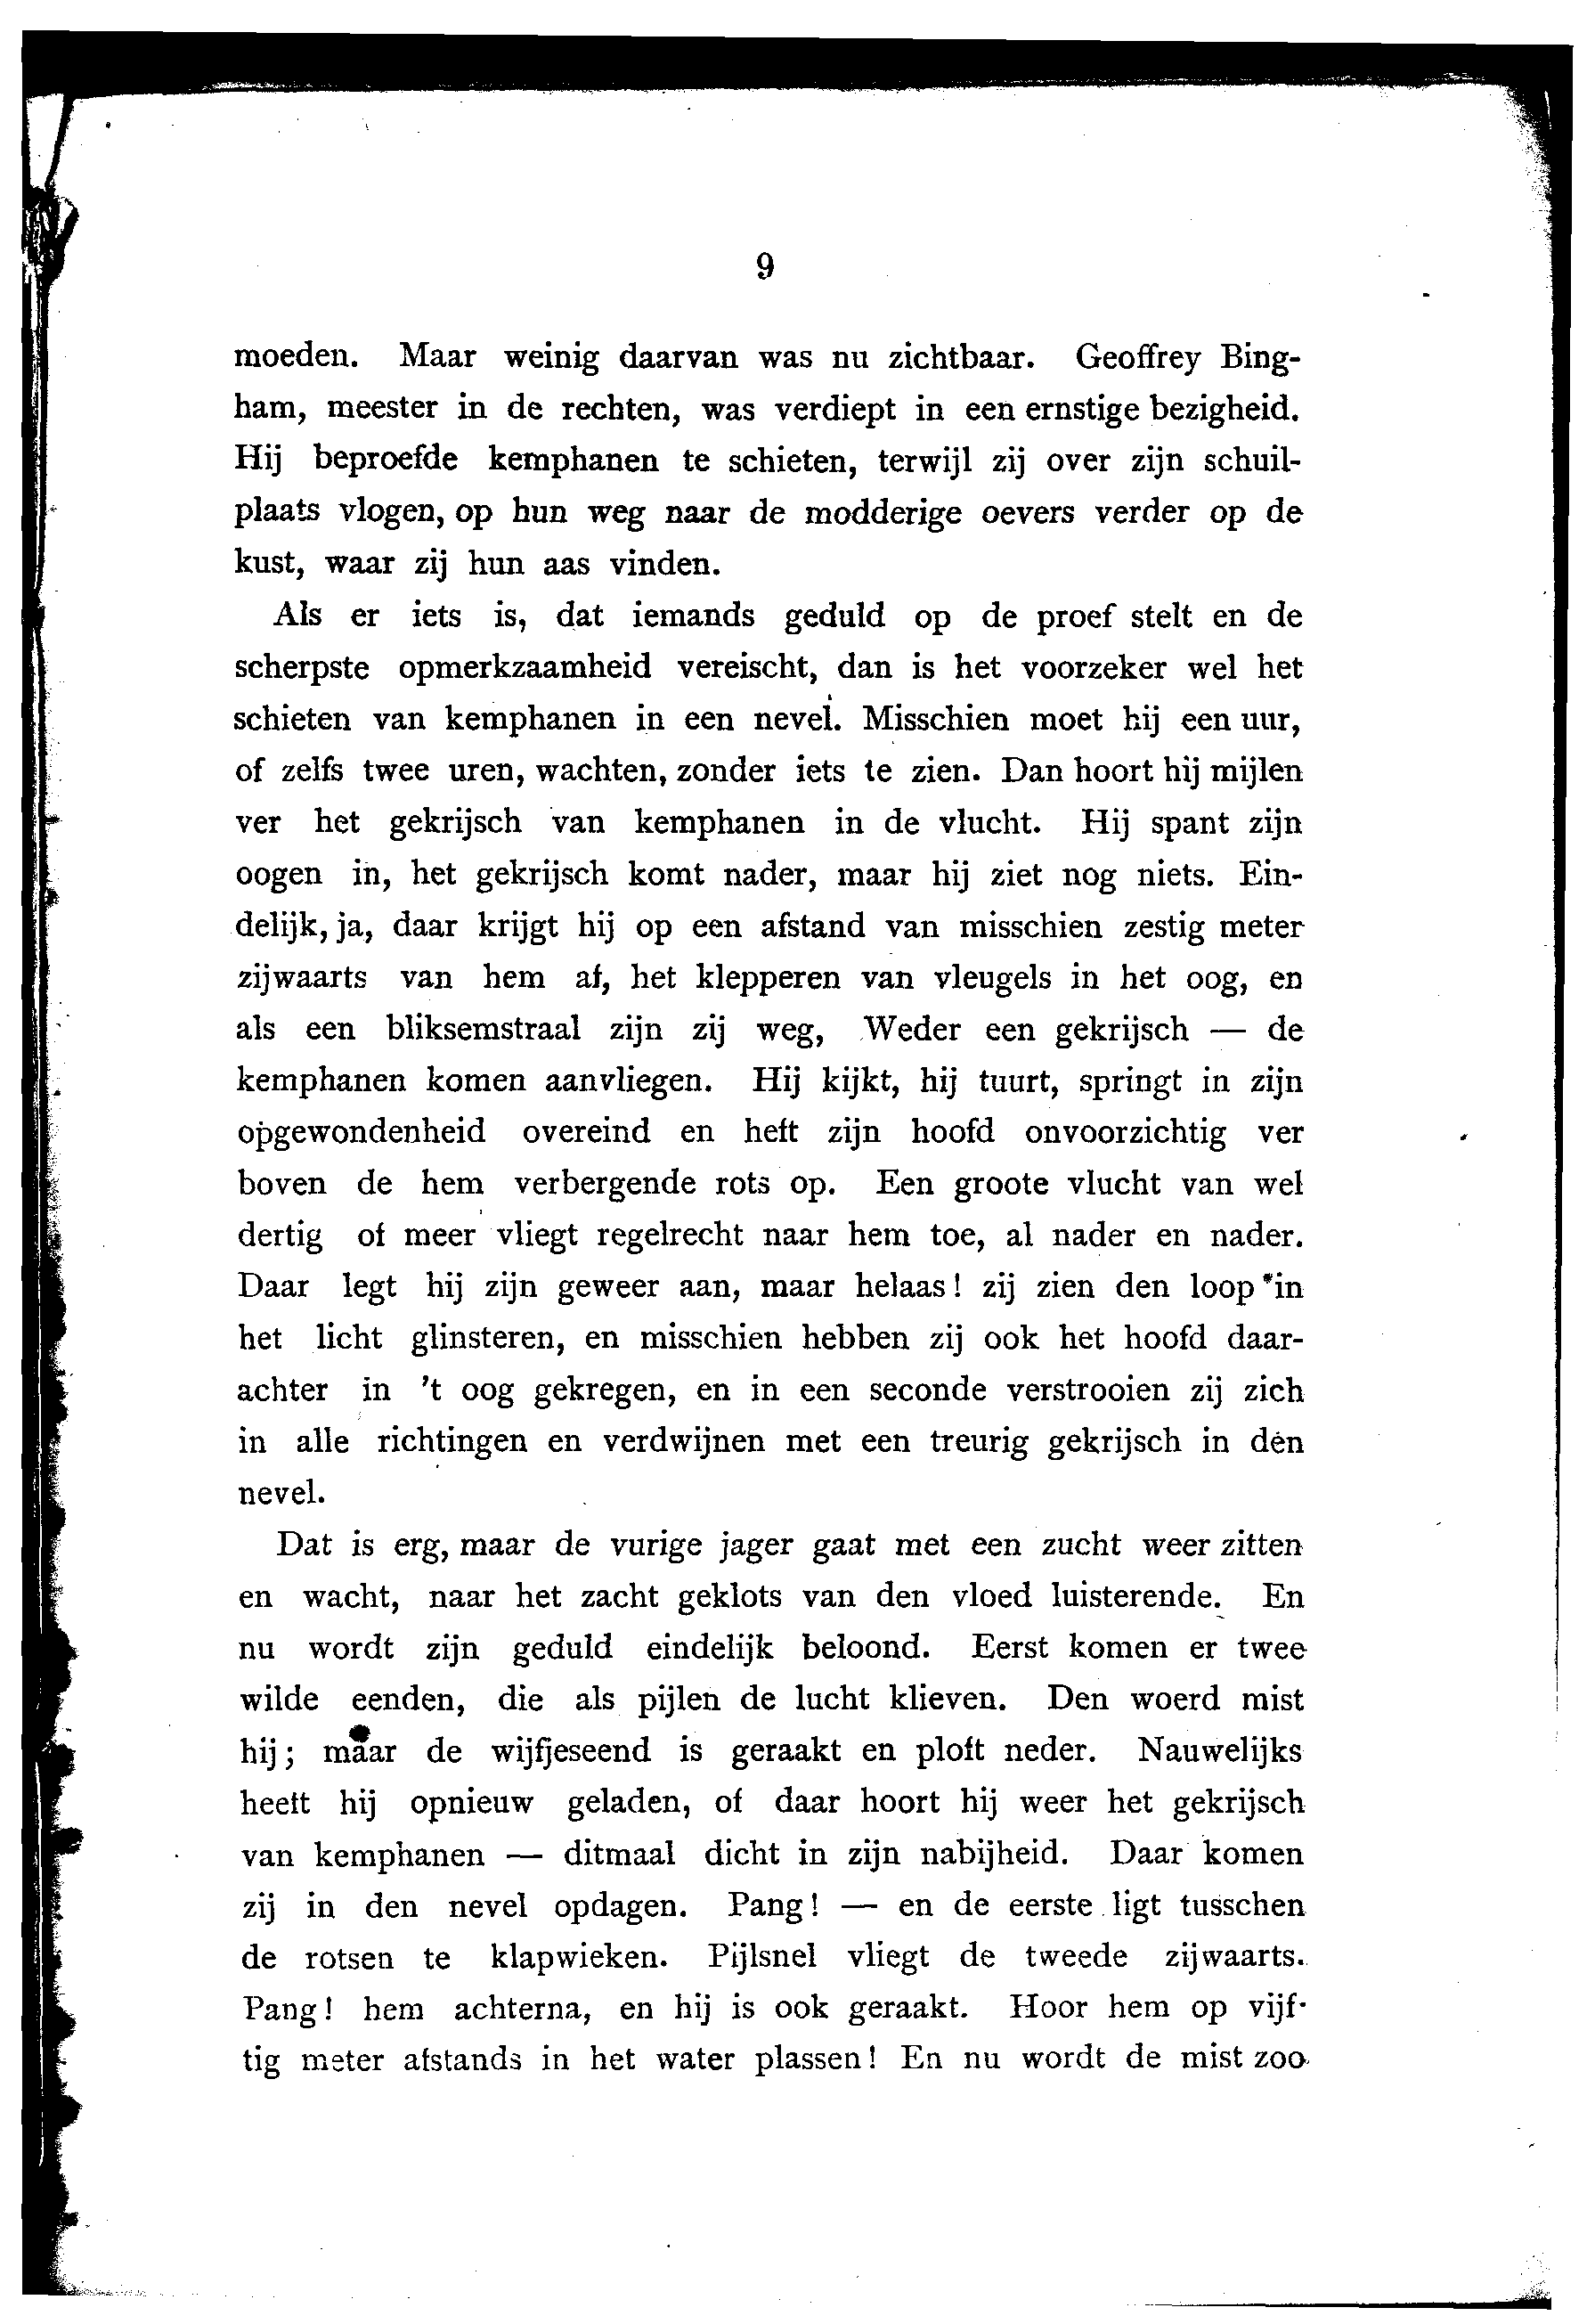 9
moeden. Maar weinig daarvan was nu zichtbaar. Geoffrey Bing-
ham, meester in de rechten, was verdiept in een ernstige bezigheid.
Hij beproefde kemphanen te schieten, terwijl zij over zijn schuil-
plaats vlogen, op hun weg naar de modderige oevers verder op de
kust, waar zij hun aas vinden.
Als er iets is, dat iemands geduld op de proef stelt en de
scherpste opmerkzaamheid vereischt, dan is het voorzeker wel het
schieten van kemphanen in een nevel. Misschien moet hij een uur,
of zelfs twee uren, wachten, zonder iets te zien. Dan hoort hij mijlen
ver het gekrijsch van kemphanen in de vlucht. Hij spant zijn
oogen in, het gekrijsch komt nader, maar hij ziet nog niets. Ein-
delijk, ja, daar krijgt hij op een afstand van misschien zestig meter
zijwaarts van hem af, het klepperen van vleugels in het oog, en
als een bliksemstraal zijn zij weg, Weder een gekrijsch — de
kemphanen komen aanvliegen. Hij kijkt, hij tuurt, springt in zijn
opgewondenheid overeind en heft zijn hoofd onvoorzichtig ver
boven de hem verbergende rots op. Een groote vlucht van wel
dertig of meer vliegt regelrecht naar hem toe, al nader en nader.
Daar legt hij zijn geweer aan, maar helaas! zij zien den loop in
het licht glinsteren, en misschien hebben zij ook het hoofd daar-
achter in 't oog gekregen, en in een seconde verstrooien zij zich
in alle richtingen en verdwijnen met een treurig gekrijsch in den
nevel.
Dat is erg, maar de vurige jager gaat met een zucht weer zitten
en wacht, naar het zacht geklots van den vloed luisterende. En
nu wordt zijn geduld eindelijk beloond. Eerst komen er twee
wilde eenden, die als pijlen de lucht klieven. Den woerd mist
hij; maar de wijfjeseend is geraakt en ploft neder. Nauwelijks
heeft hij opnieuw geladen, of daar hoort hij weer het gekrijsch
van kemphanen — ditmaal dicht in zijn nabijheid. Daar komen
zij in den nevel opdagen. Pang! — en de eerste ligt tusschen
de rotsen te klapwieken. Pijlsnel vliegt de tweede zijwaarts.
Pang! hem achterna, en hij is ook geraakt. Hoor hem op vijf-
tig meter afstands in het water plassen! En nu wordt de mist zoo